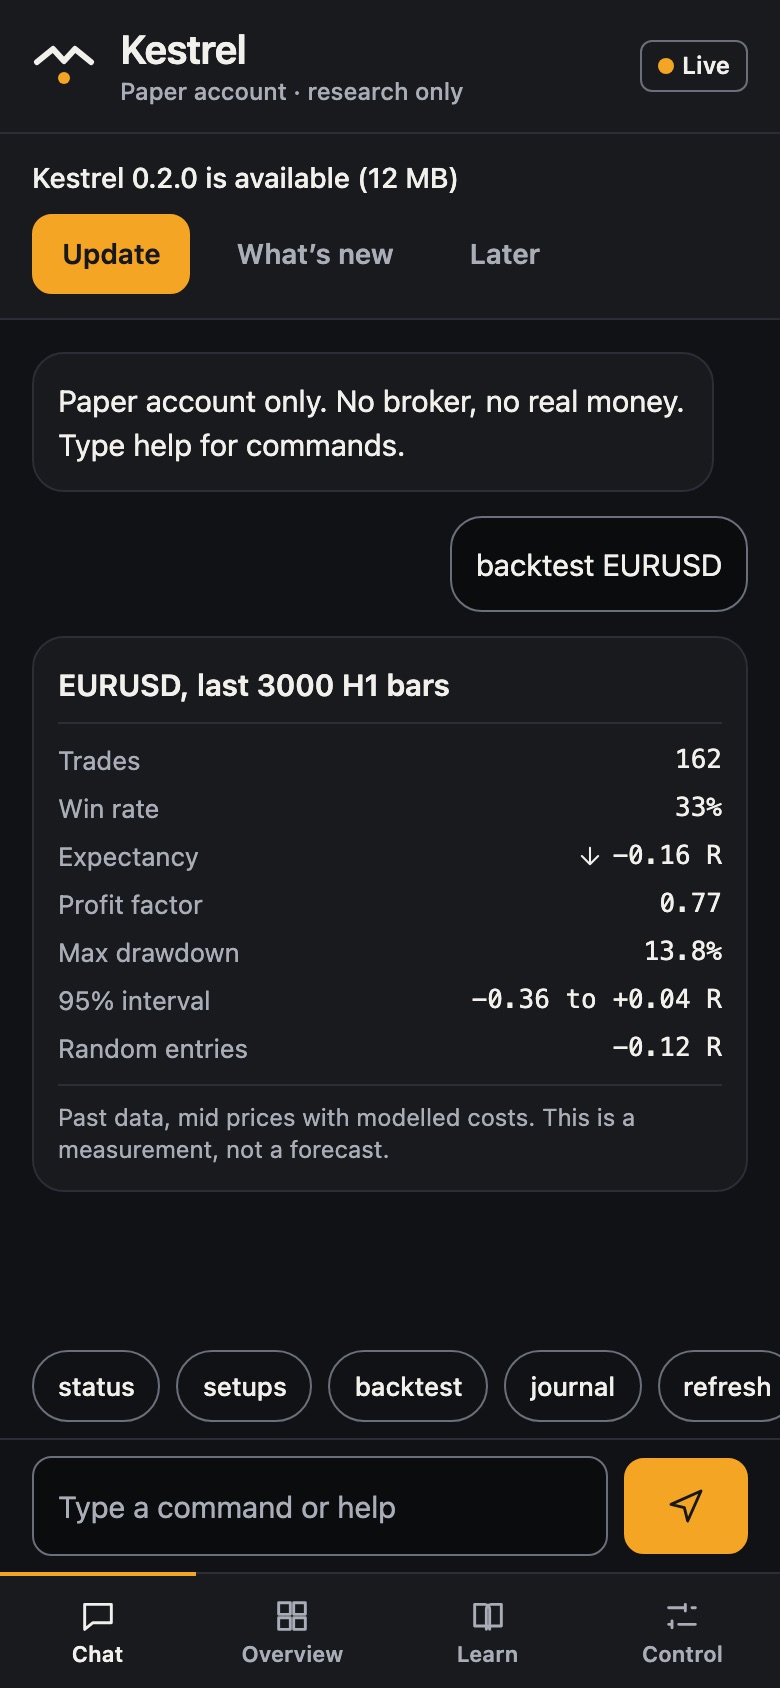 Kestrel
Paper account · research only
Live
Kestrel 0.2.0 is available (12 MB)
Update
What’s new
Later
Paper account only. No broker, no real money.
Type help for commands.
backtest EURUSD
EURUSD, last 3000 H1 bars
Trades 162
Win rate 33%
Expectancy ↓ −0.16 R
Profit factor 0.77
Max drawdown 13.8%
95% interval −0.36 to +0.04 R
Random entries −0.12 R
Past data, mid prices with modelled costs. This is a
measurement, not a forecast.
status
setups
backtest
journal
refresh
Type a command or help
Chat
Overview
Learn
Control